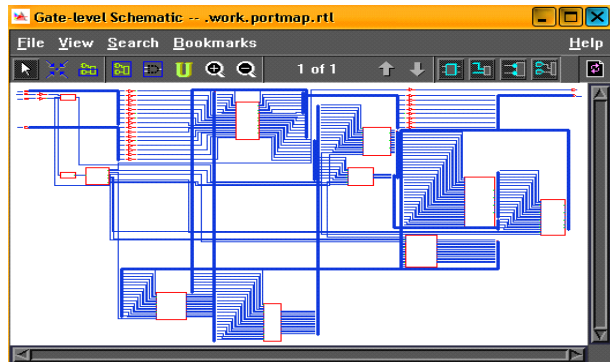 Gate-level Schematic -- .work.portmap.rtl
File View Search Bookmarks Help
U 1 of 1